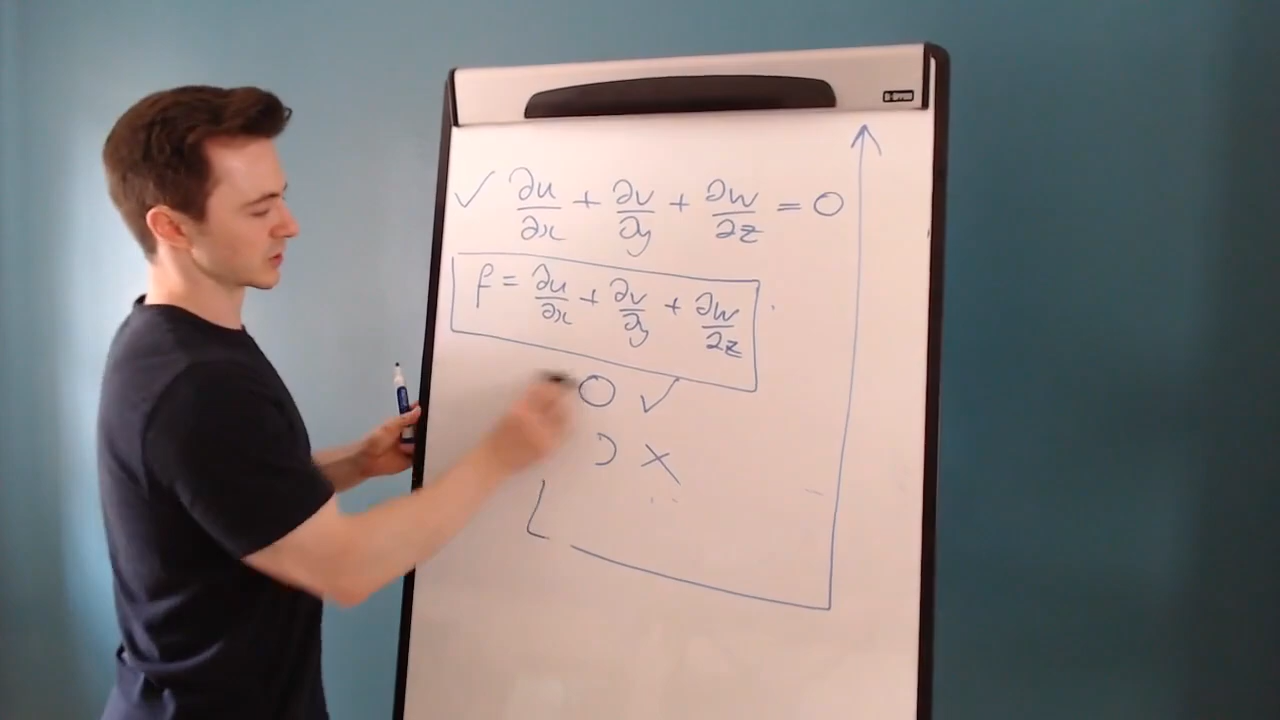 ✓ ∂u/∂x + ∂v/∂y + ∂w/∂z = 0
f = ∂u/∂x + ∂v/∂y + ∂w/∂z
0 ✓